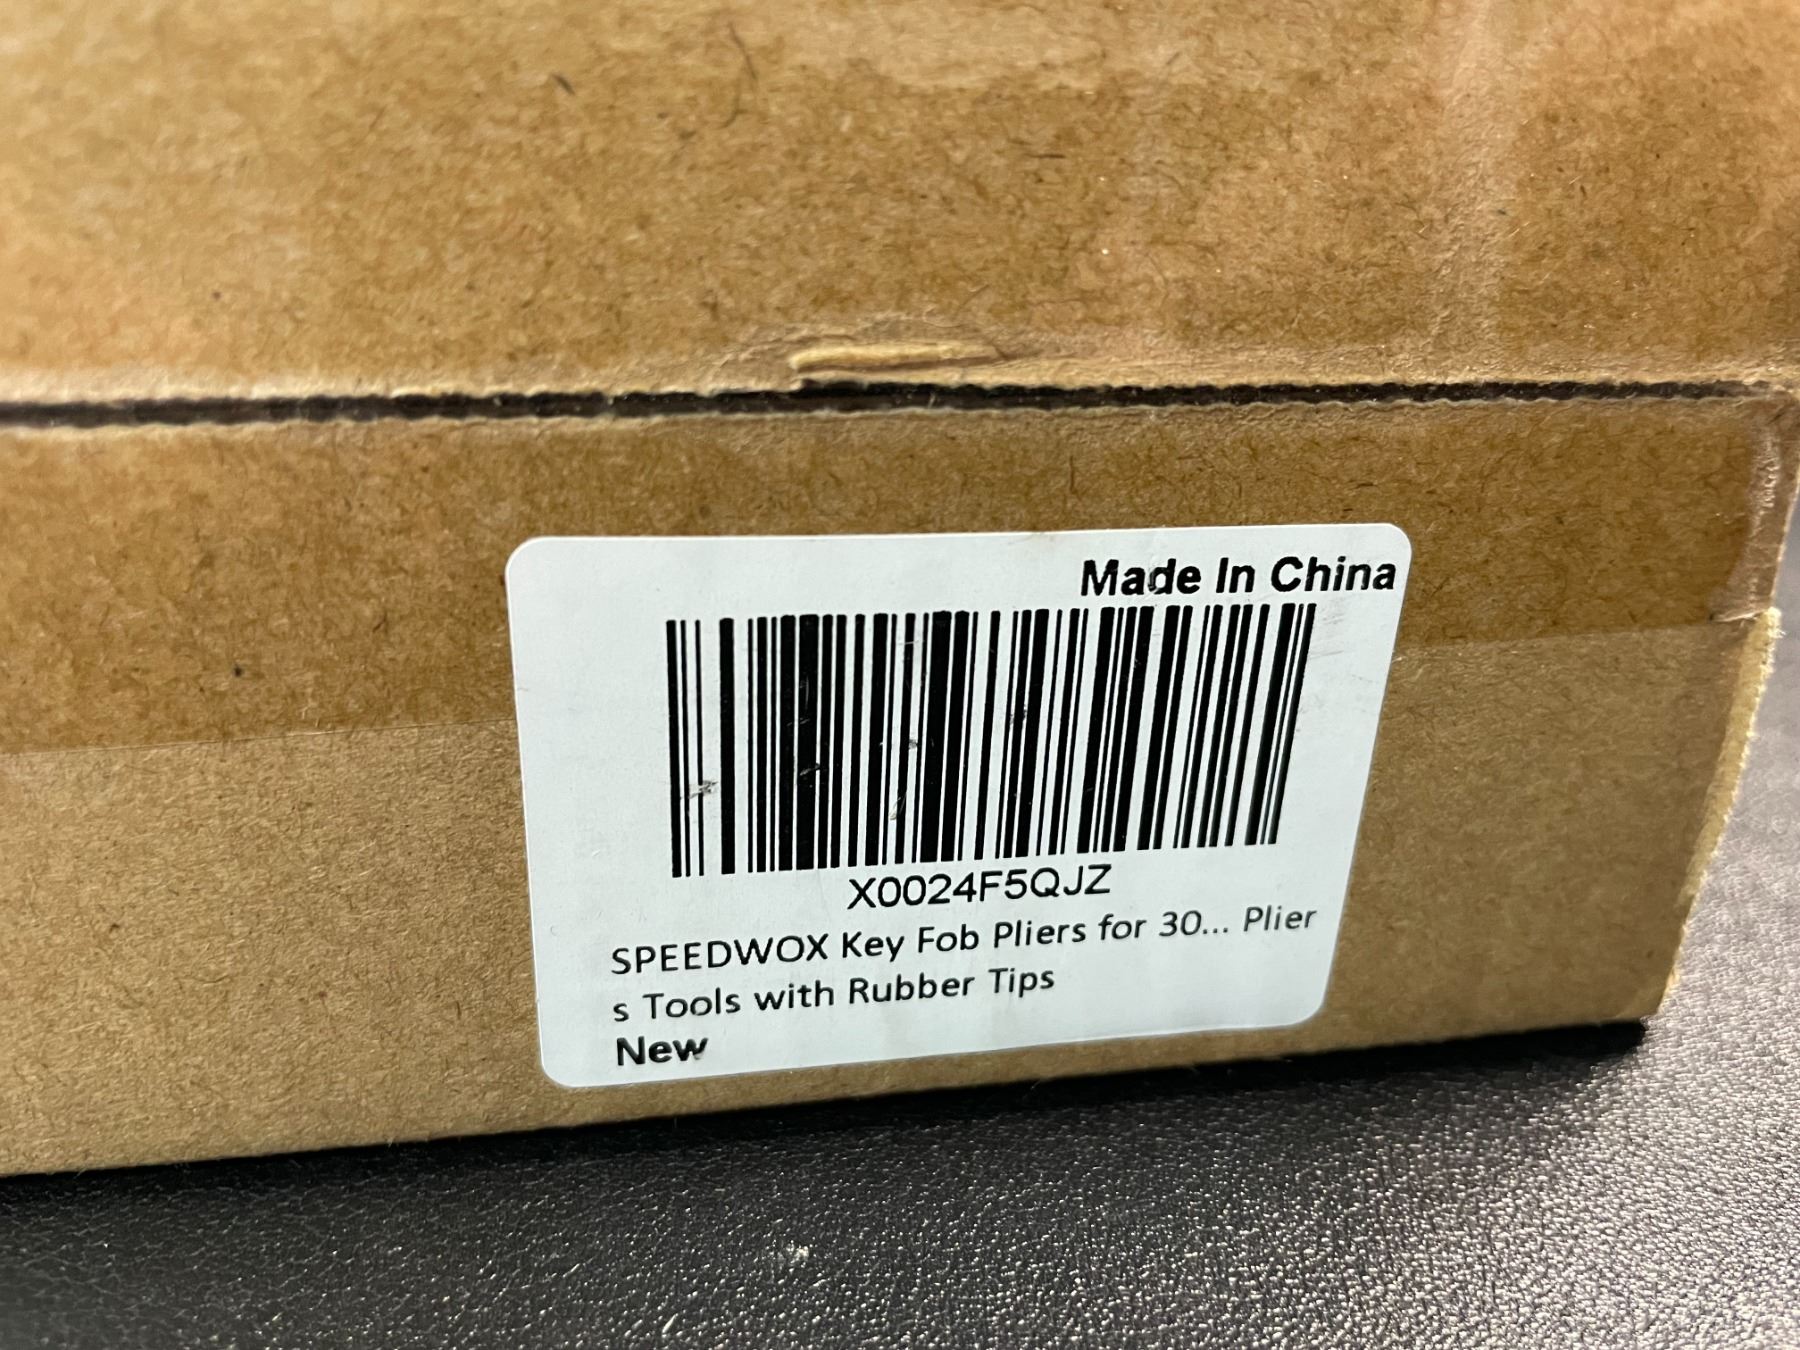 Made In China
X0024F5QJZ
SPEEDWOX Key Fob Pliers for 30... Plier
s Tools with Rubber Tips
New